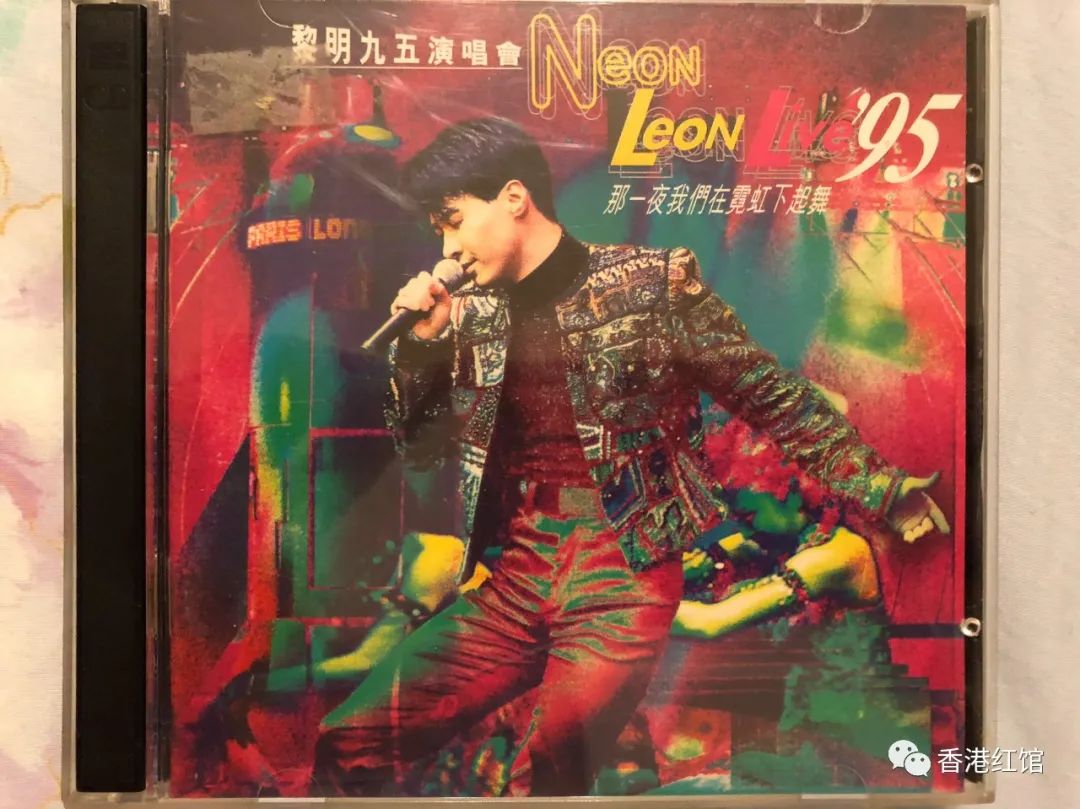 黎明九五演唱會
Neon
Leon Live '95
那一夜我們在霓虹下起舞
PARIS LON
香港红馆